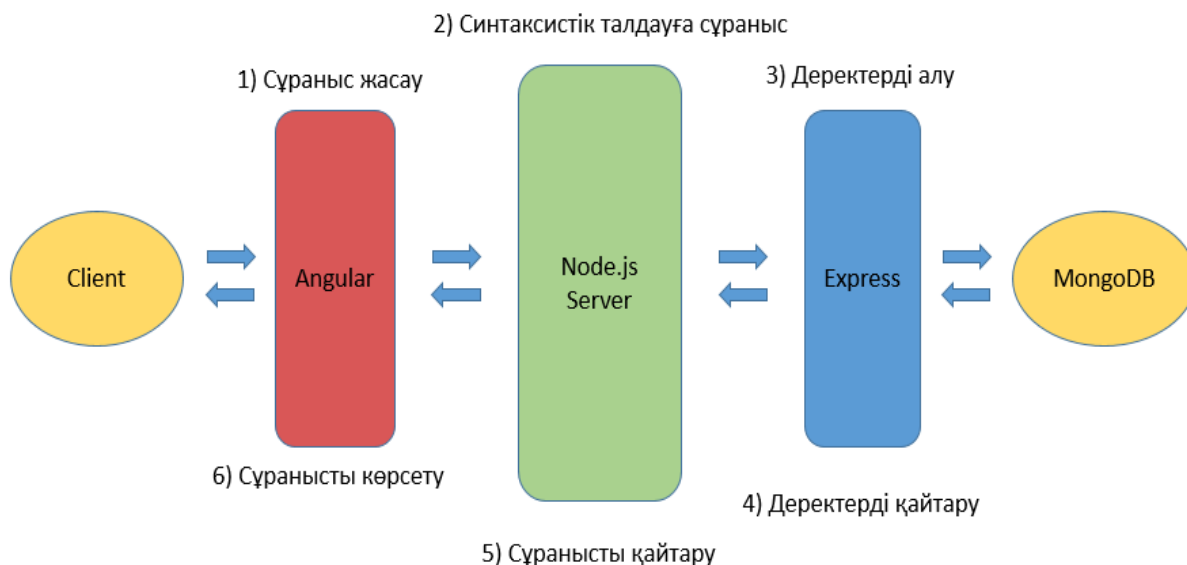 2) Синтаксистік талдауға сұраныс
1) Сұраныс жасау
3) Деректерді алу
Client
Angular
Node.js
Server
Express
MongoDB
6) Сұранысты көрсету
4) Деректерді қайтару
5) Сұранысты қайтару